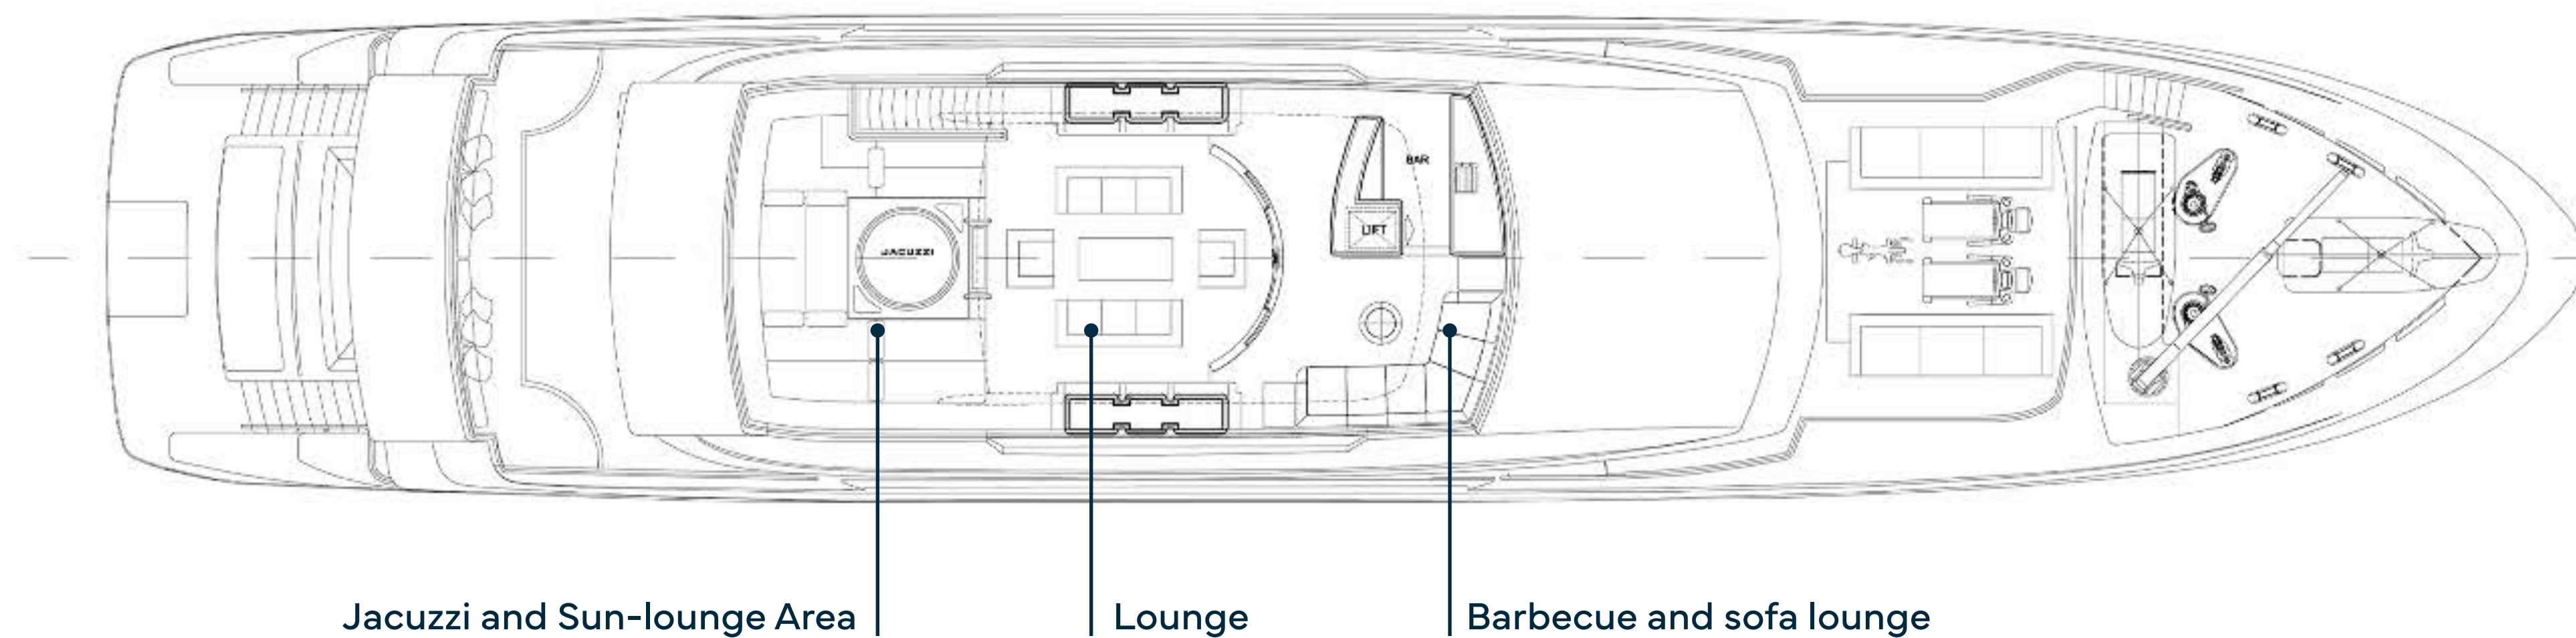 BAR
LIFT
JACUZZI
Jacuzzi and Sun-lounge Area
Lounge
Barbecue and sofa lounge